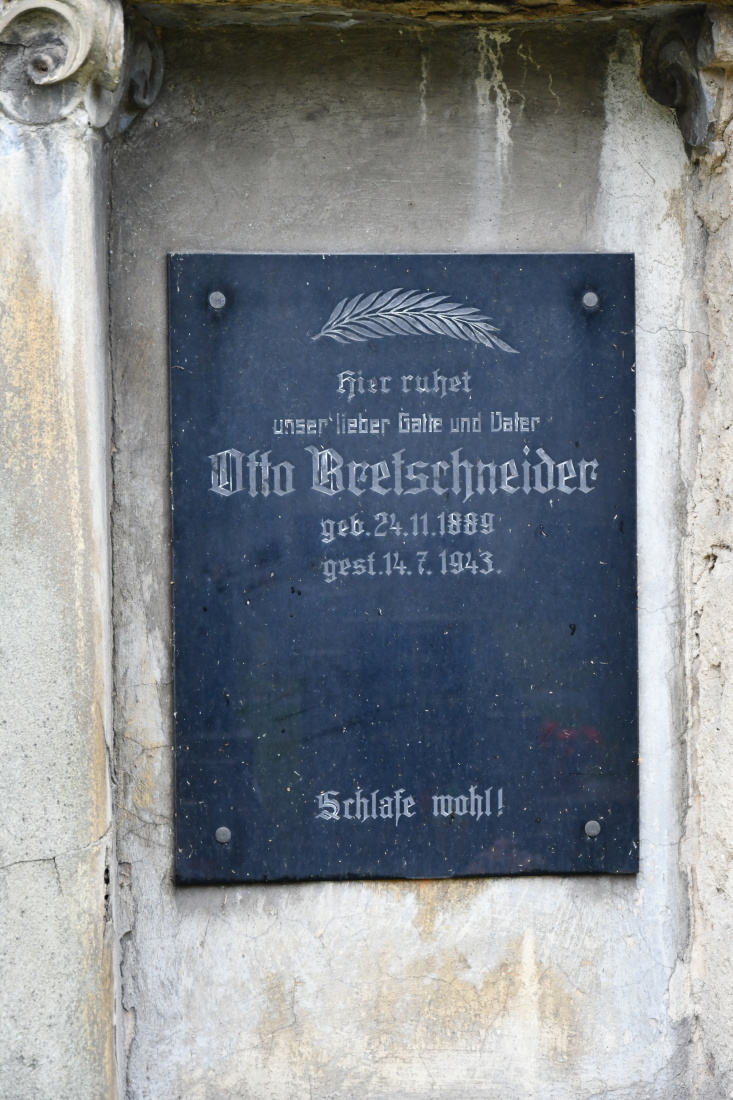 Hier ruhet
unser lieber Gatte und Vater
Otto Bretschneider
geb. 24.11.1889
gest. 14.7.1943.
Schlafe wohl!